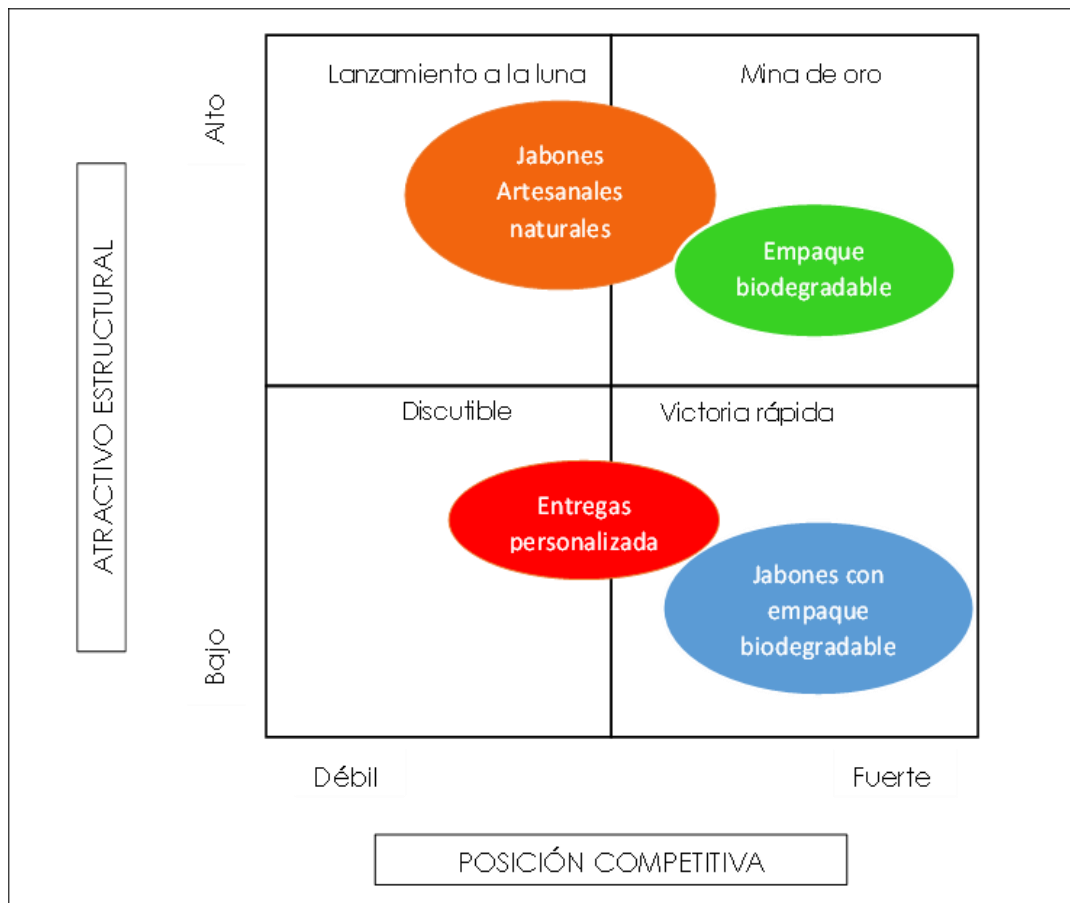 Lanzamiento a la luna
Mina de oro
Alto
Jabones
Artesanales
naturales
Empaque
biodegradable
ATRACTIVO ESTRUCTURAL
Discutible
Victoria rápida
Entregas
personalizada
Jabones con
empaque
biodegradable
Bajo
Débil
Fuerte
POSICIÓN COMPETITIVA